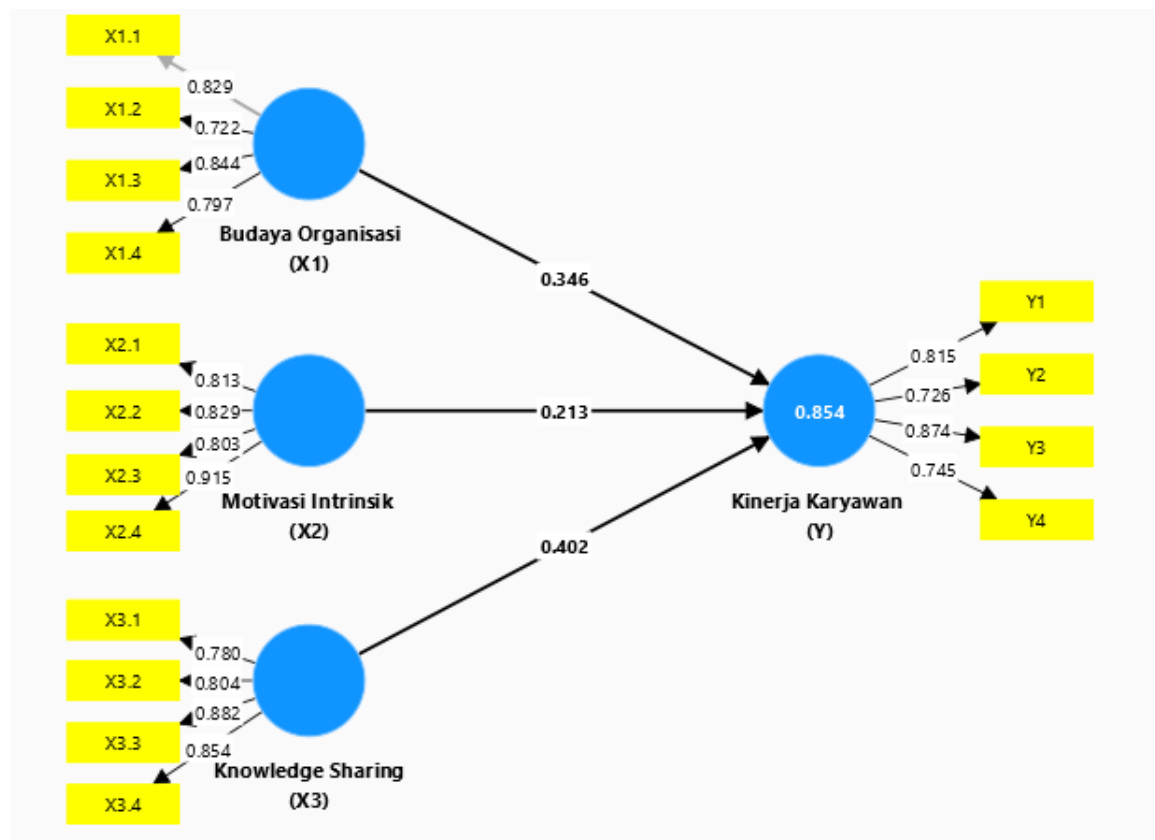 X1.1
0.829
X1.2
0.722
X1.3
0.844
0.797
X1.4
Budaya Organisasi
(X1)
0.346
X2.1
0.813
X2.2
0.829
0.803
X2.3
0.915
X2.4
Motivasi Intrinsik
(X2)
0.213
X3.1
0.780
X3.2
0.804
0.882
X3.3
0.854
X3.4
Knowledge Sharing
(X3)
0.402
0.854
Kinerja Karyawan
(Y)
Y1
0.815
Y2
0.726
0.874
Y3
0.745
Y4